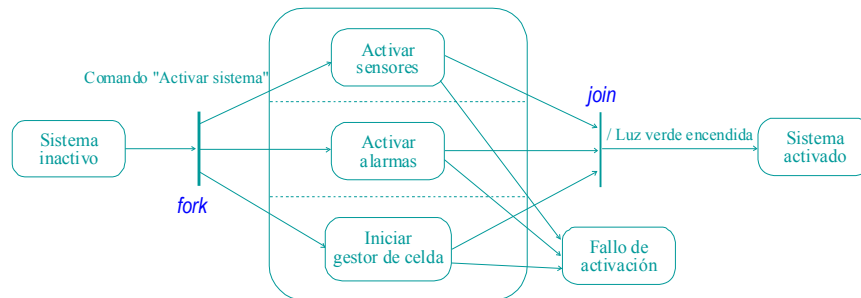 Activar
sensores
Comando "Activar sistema"
join
Sistema
inactivo
Activar
alarmas
/ Luz verde encendida
Sistema
activado
fork
Iniciar
gestor de celda
Fallo de
activación